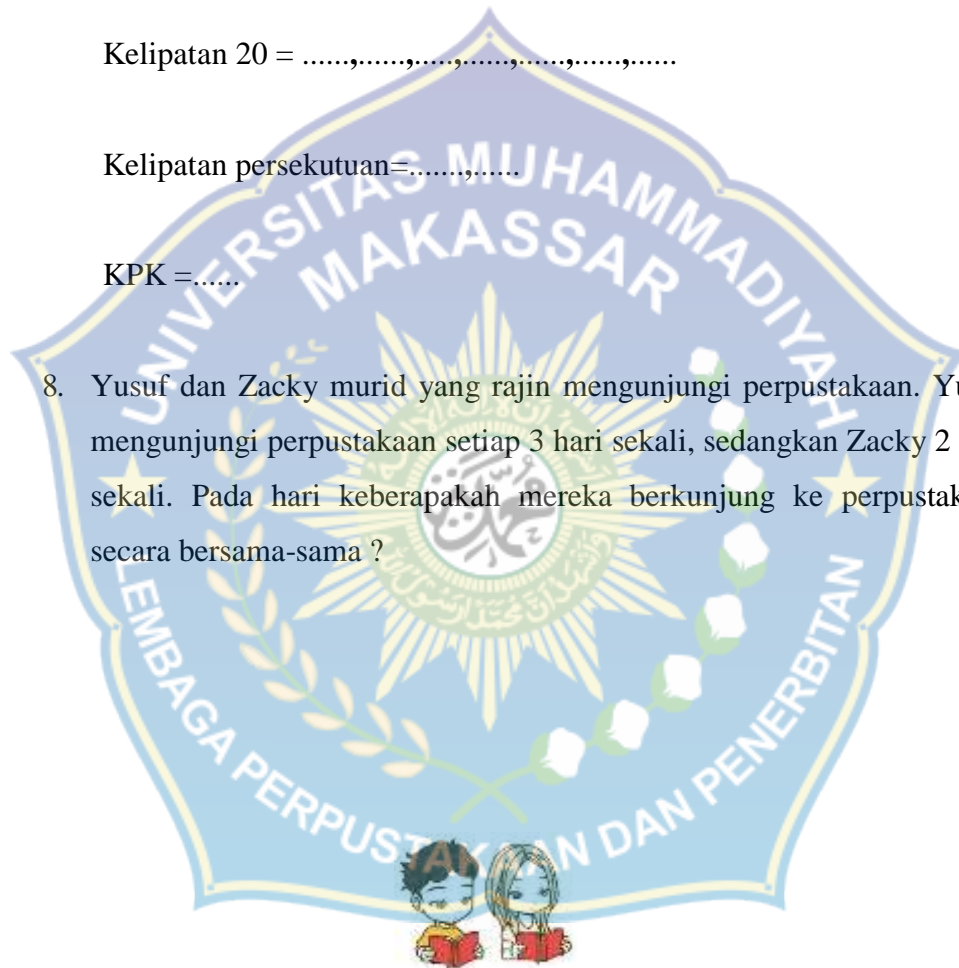 Kelipatan 20 = ......,......,.....,......,......,......,......
Kelipatan persekutuan=.......,......
KPK =......
8. Yusuf dan Zacky murid yang rajin mengunjungi perpustakaan. Yu
mengunjungi perpustakaan setiap 3 hari sekali, sedangkan Zacky 2
sekali. Pada hari keberapakah mereka berkunjung ke perpustak
secara bersama-sama ?
UNIVERSITAS MUHAMMADIYAH
MAKASSAR
LEMBAGA PERPUSTAKAAN DAN PENERBITAN